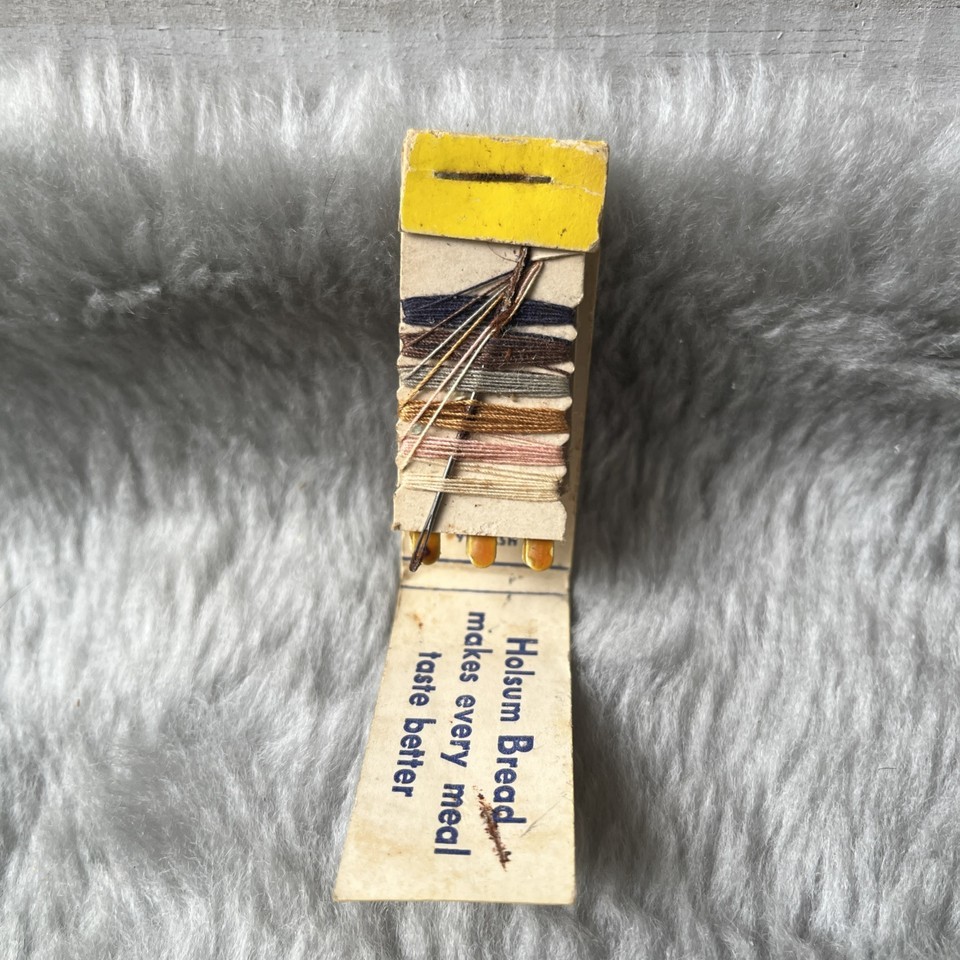 Holsum Bread
makes every meal
taste better